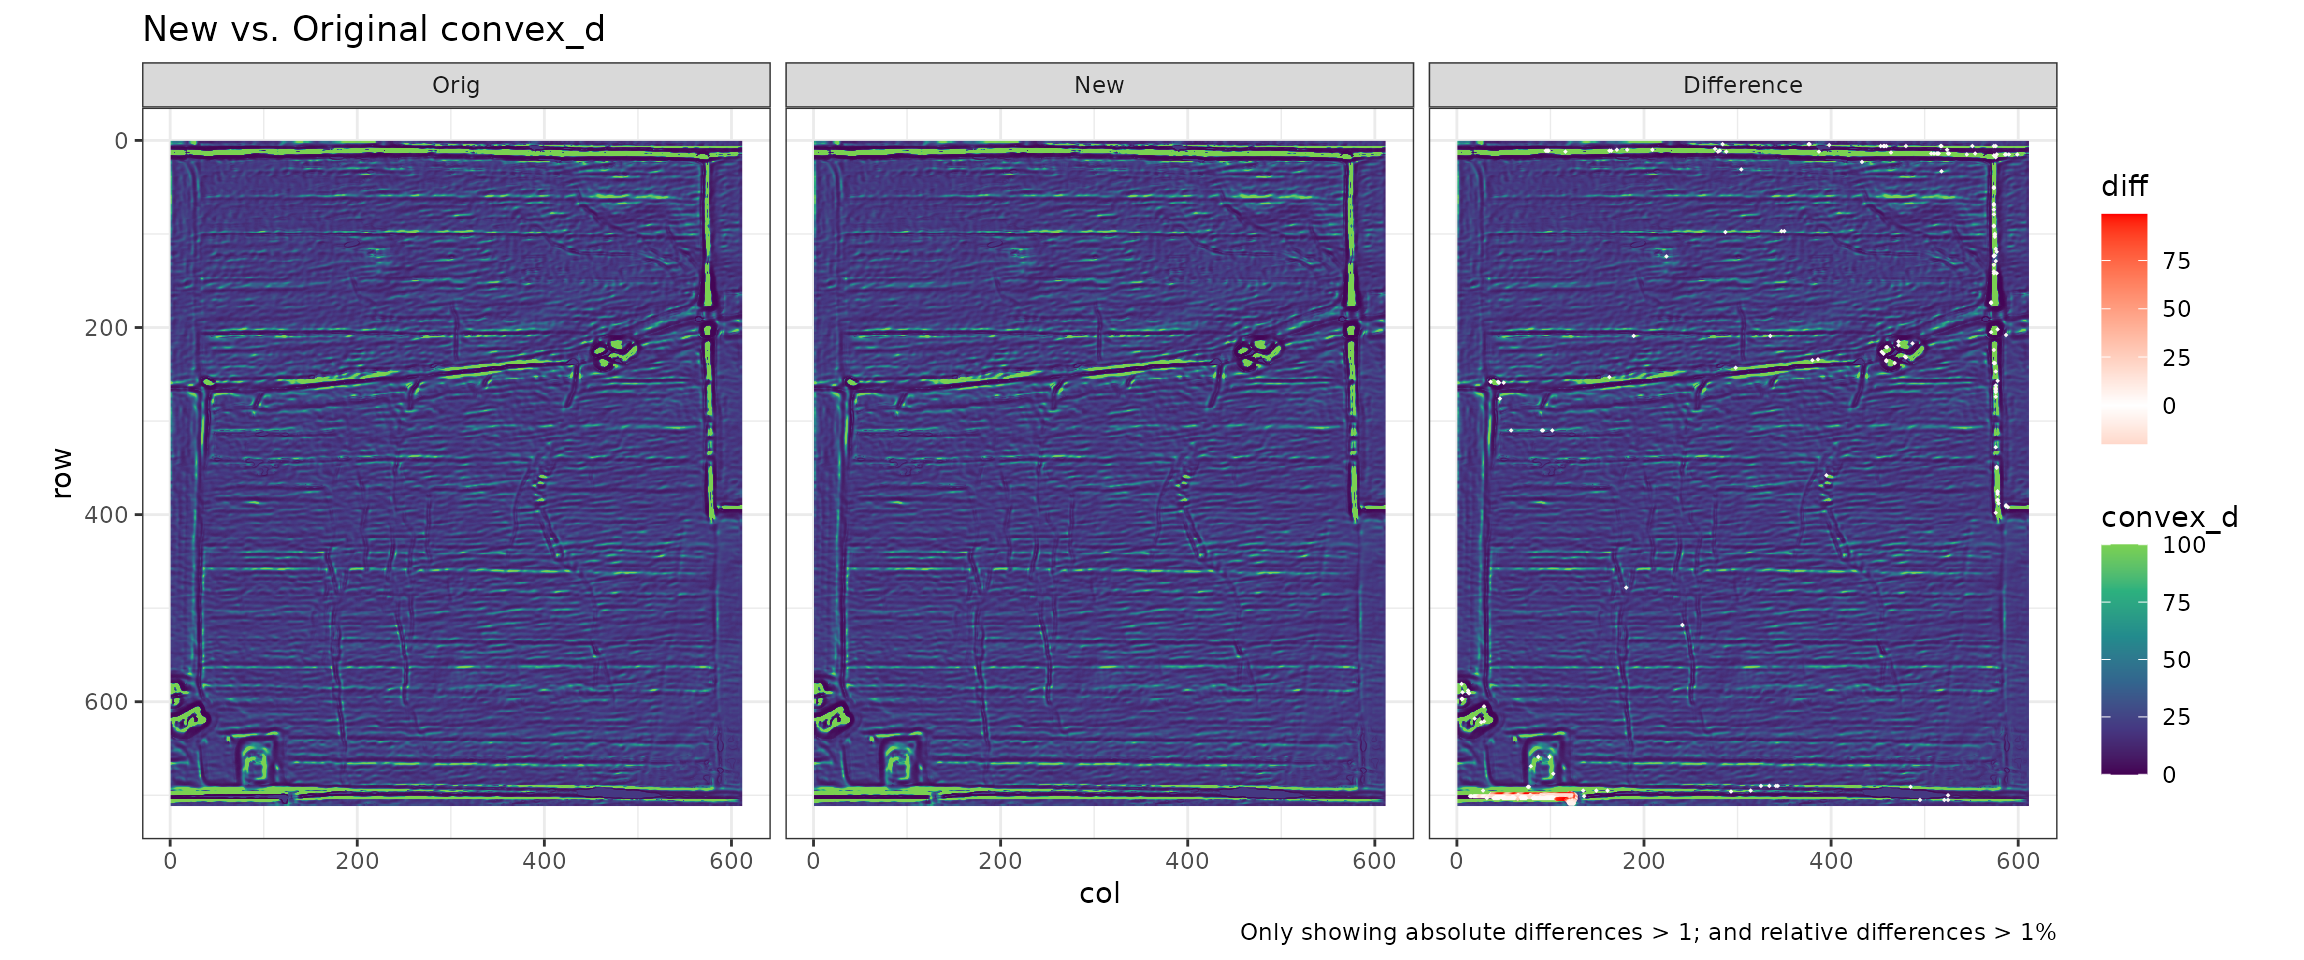 New vs. Original convex_d
Orig
New
Difference
0
200
400
600
row
0 200 400 600
0 200 400 600
0 200 400 600
col
diff
75
50
25
0
convex_d
100
75
50
25
0
Only showing absolute differences > 1; and relative differences > 1%